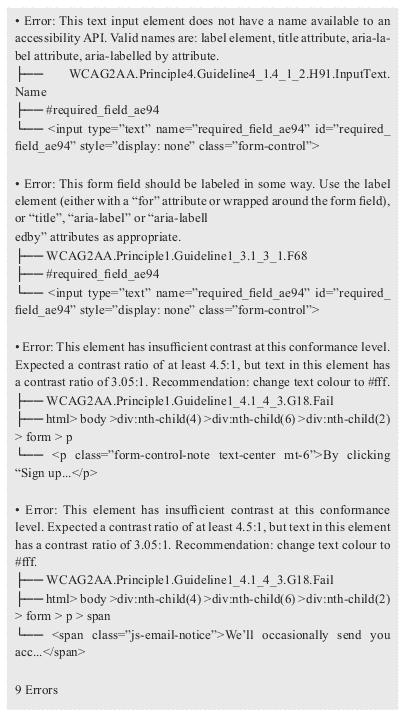 • Error: This text input element does not have a name available to an
accessibility API. Valid names are: label element, title attribute, aria-la-
bel attribute, aria-labelled by attribute.
├── WCAG2AA.Principle4.Guideline4_1.4_1_2.H91.InputText.
Name
├── #required_field_ae94
└── <input type=”text” name=”required_field_ae94” id=”required_
field_ae94” style=”display: none” class=”form-control”>
• Error: This form field should be labeled in some way. Use the label
element (either with a “for” attribute or wrapped around the form field),
or “title”, “aria-label” or “aria-labell
edby” attributes as appropriate.
├── WCAG2AA.Principle1.Guideline1_3.1_3_1.F68
├── #required_field_ae94
└── <input type=”text” name=”required_field_ae94” id=”required_
field_ae94” style=”display: none” class=”form-control”>
• Error: This element has insufficient contrast at this conformance level.
Expected a contrast ratio of at least 4.5:1, but text in this element has
a contrast ratio of 3.05:1. Recommendation: change text colour to #fff.
├── WCAG2AA.Principle1.Guideline1_4.1_4_3.G18.Fail
├── html> body >div:nth-child(4) >div:nth-child(6) >div:nth-child(2)
> form > p
└── <p class=”form-control-note text-center mt-6”>By clicking
“Sign up...</p>
• Error: This element has insufficient contrast at this conformance
level. Expected a contrast ratio of at least 4.5:1, but text in this element
has a contrast ratio of 3.05:1. Recommendation: change text colour to
#fff.
├── WCAG2AA.Principle1.Guideline1_4.1_4_3.G18.Fail
├── html> body >div:nth-child(4) >div:nth-child(6) >div:nth-child(2)
> form > p > span
└── <span class=”js-email-notice”>We’ll occasionally send you
acc...</span>
9 Errors